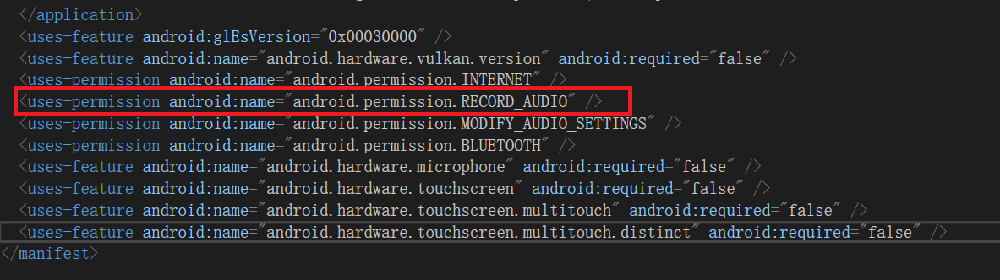 </application>
<uses-feature android:glEsVersion="0x00030000" />
<uses-feature android:name="android.hardware.vulkan.version" android:required="false" />
<uses-permission android:name="android.permission.INTERNET" />
<uses-permission android:name="android.permission.RECORD_AUDIO" />
<uses-permission android:name="android.permission.MODIFY_AUDIO_SETTINGS" />
<uses-permission android:name="android.permission.BLUETOOTH" />
<uses-feature android:name="android.hardware.microphone" android:required="false" />
<uses-feature android:name="android.hardware.touchscreen" android:required="false" />
<uses-feature android:name="android.hardware.touchscreen.multitouch" android:required="false" />
<uses-feature android:name="android.hardware.touchscreen.multitouch.distinct" android:required="false" />
</manifest>